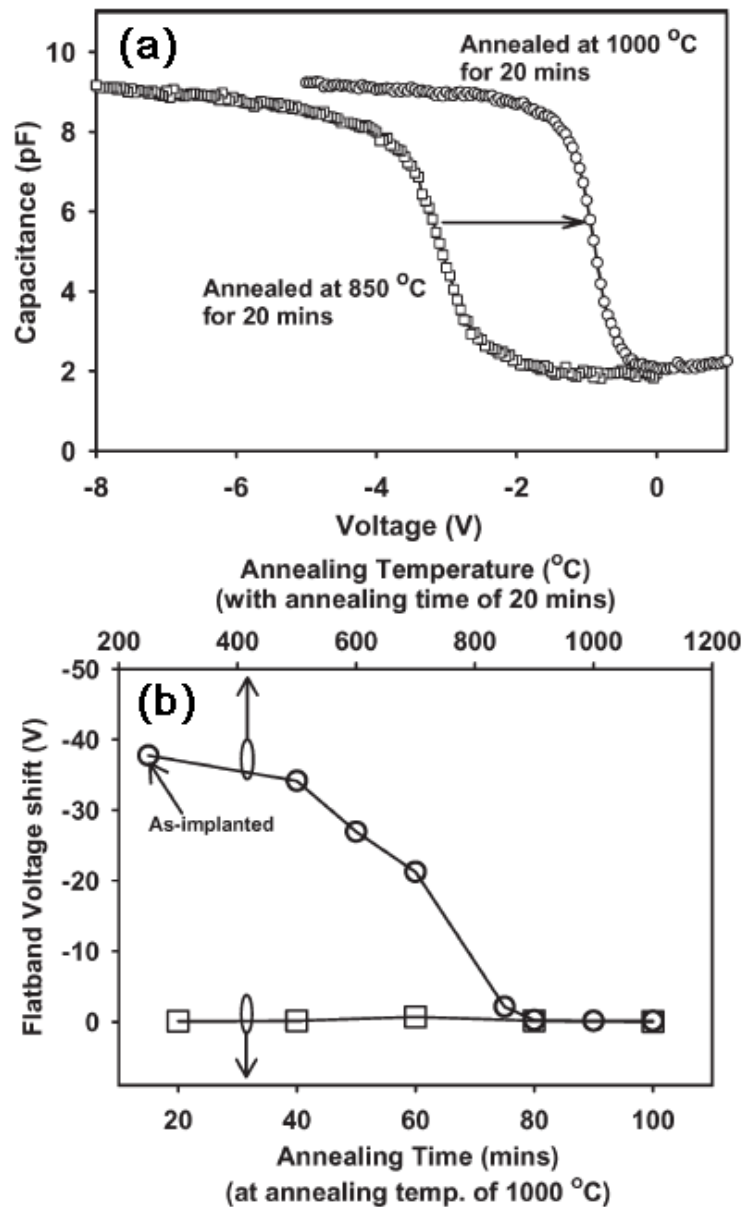 (a)
Annealed at 1000 °C
for 20 mins
10
8
6
4
2
0
Capacitance (pF)
Annealed at 850 °C
for 20 mins
-8 -6 -4 -2 0
Voltage (V)
Annealing Temperature (°C)
(with annealing time of 20 mins)
200 400 600 800 1000 1200
(b)
-50
-40
-30
-20
-10
0
Flatband Voltage shift (V)
As-implanted
20 40 60 80 100
Annealing Time (mins)
(at annealing temp. of 1000 °C)